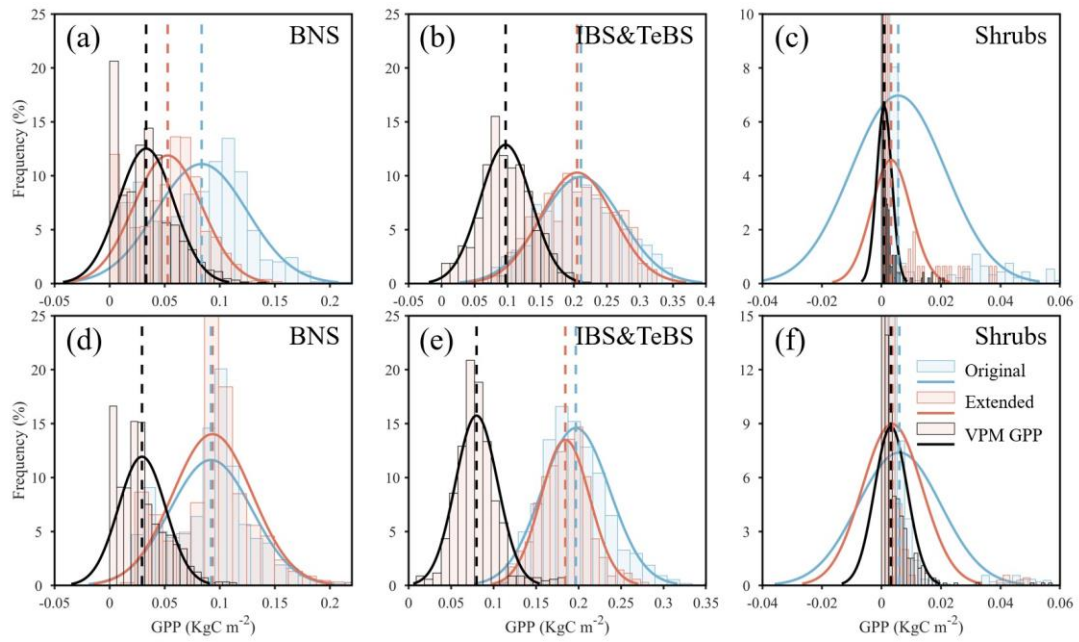 (a) BNS
25
20
15
10
5
0
Frequency (%)
-0.05 0 0.05 0.1 0.15 0.2
(b) IBS&TeBS
25
20
15
10
5
0
-0.05 0 0.05 0.1 0.15 0.2 0.25 0.3 0.35 0.4
(c) Shrubs
10
8
6
4
2
0
-0.04 -0.02 0 0.02 0.04 0.06
(d) BNS
25
20
15
10
5
0
Frequency (%)
-0.05 0 0.05 0.1 0.15 0.2
GPP (KgC m-2)
(e) IBS&TeBS
25
20
15
10
5
0
0 0.05 0.1 0.15 0.2 0.25 0.3 0.35
GPP (KgC m-2)
(f) Shrubs
15
12
9
6
3
0
Original
Extended
VPM GPP
-0.04 -0.02 0 0.02 0.04 0.06
GPP (KgC m-2)